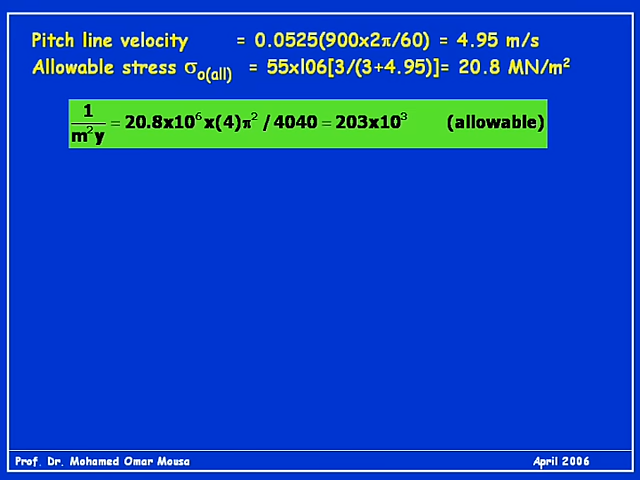 Pitch line velocity = 0.0525(900x2π/60) = 4.95 m/s
Allowable stress σo(all) = 55xl06[3/(3+4.95)]= 20.8 MN/m²
1/m²y = 20.8x10⁶x(4)π² / 4040 = 203x10³ (allowable)
Prof. Dr. Mohamed Omar Mousa April 2006